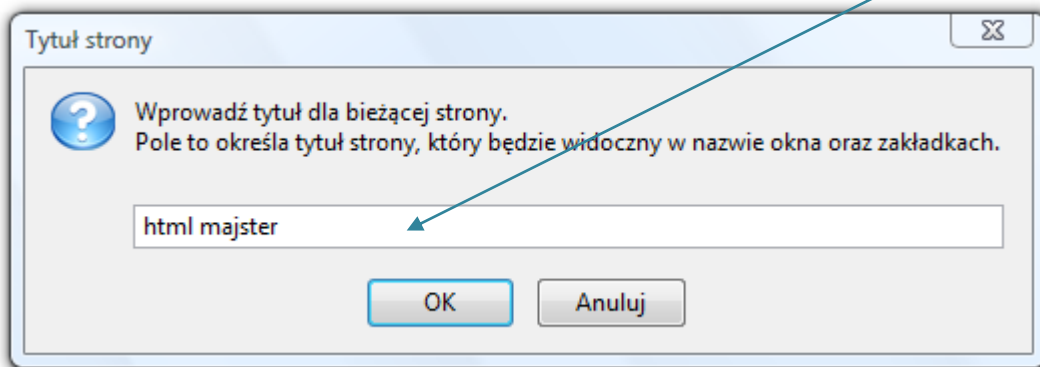 Tytuł strony
Wprowadź tytuł dla bieżącej strony.
Pole to określa tytuł strony, który będzie widoczny w nazwie okna oraz zakładkach.
html majster
OK Anuluj